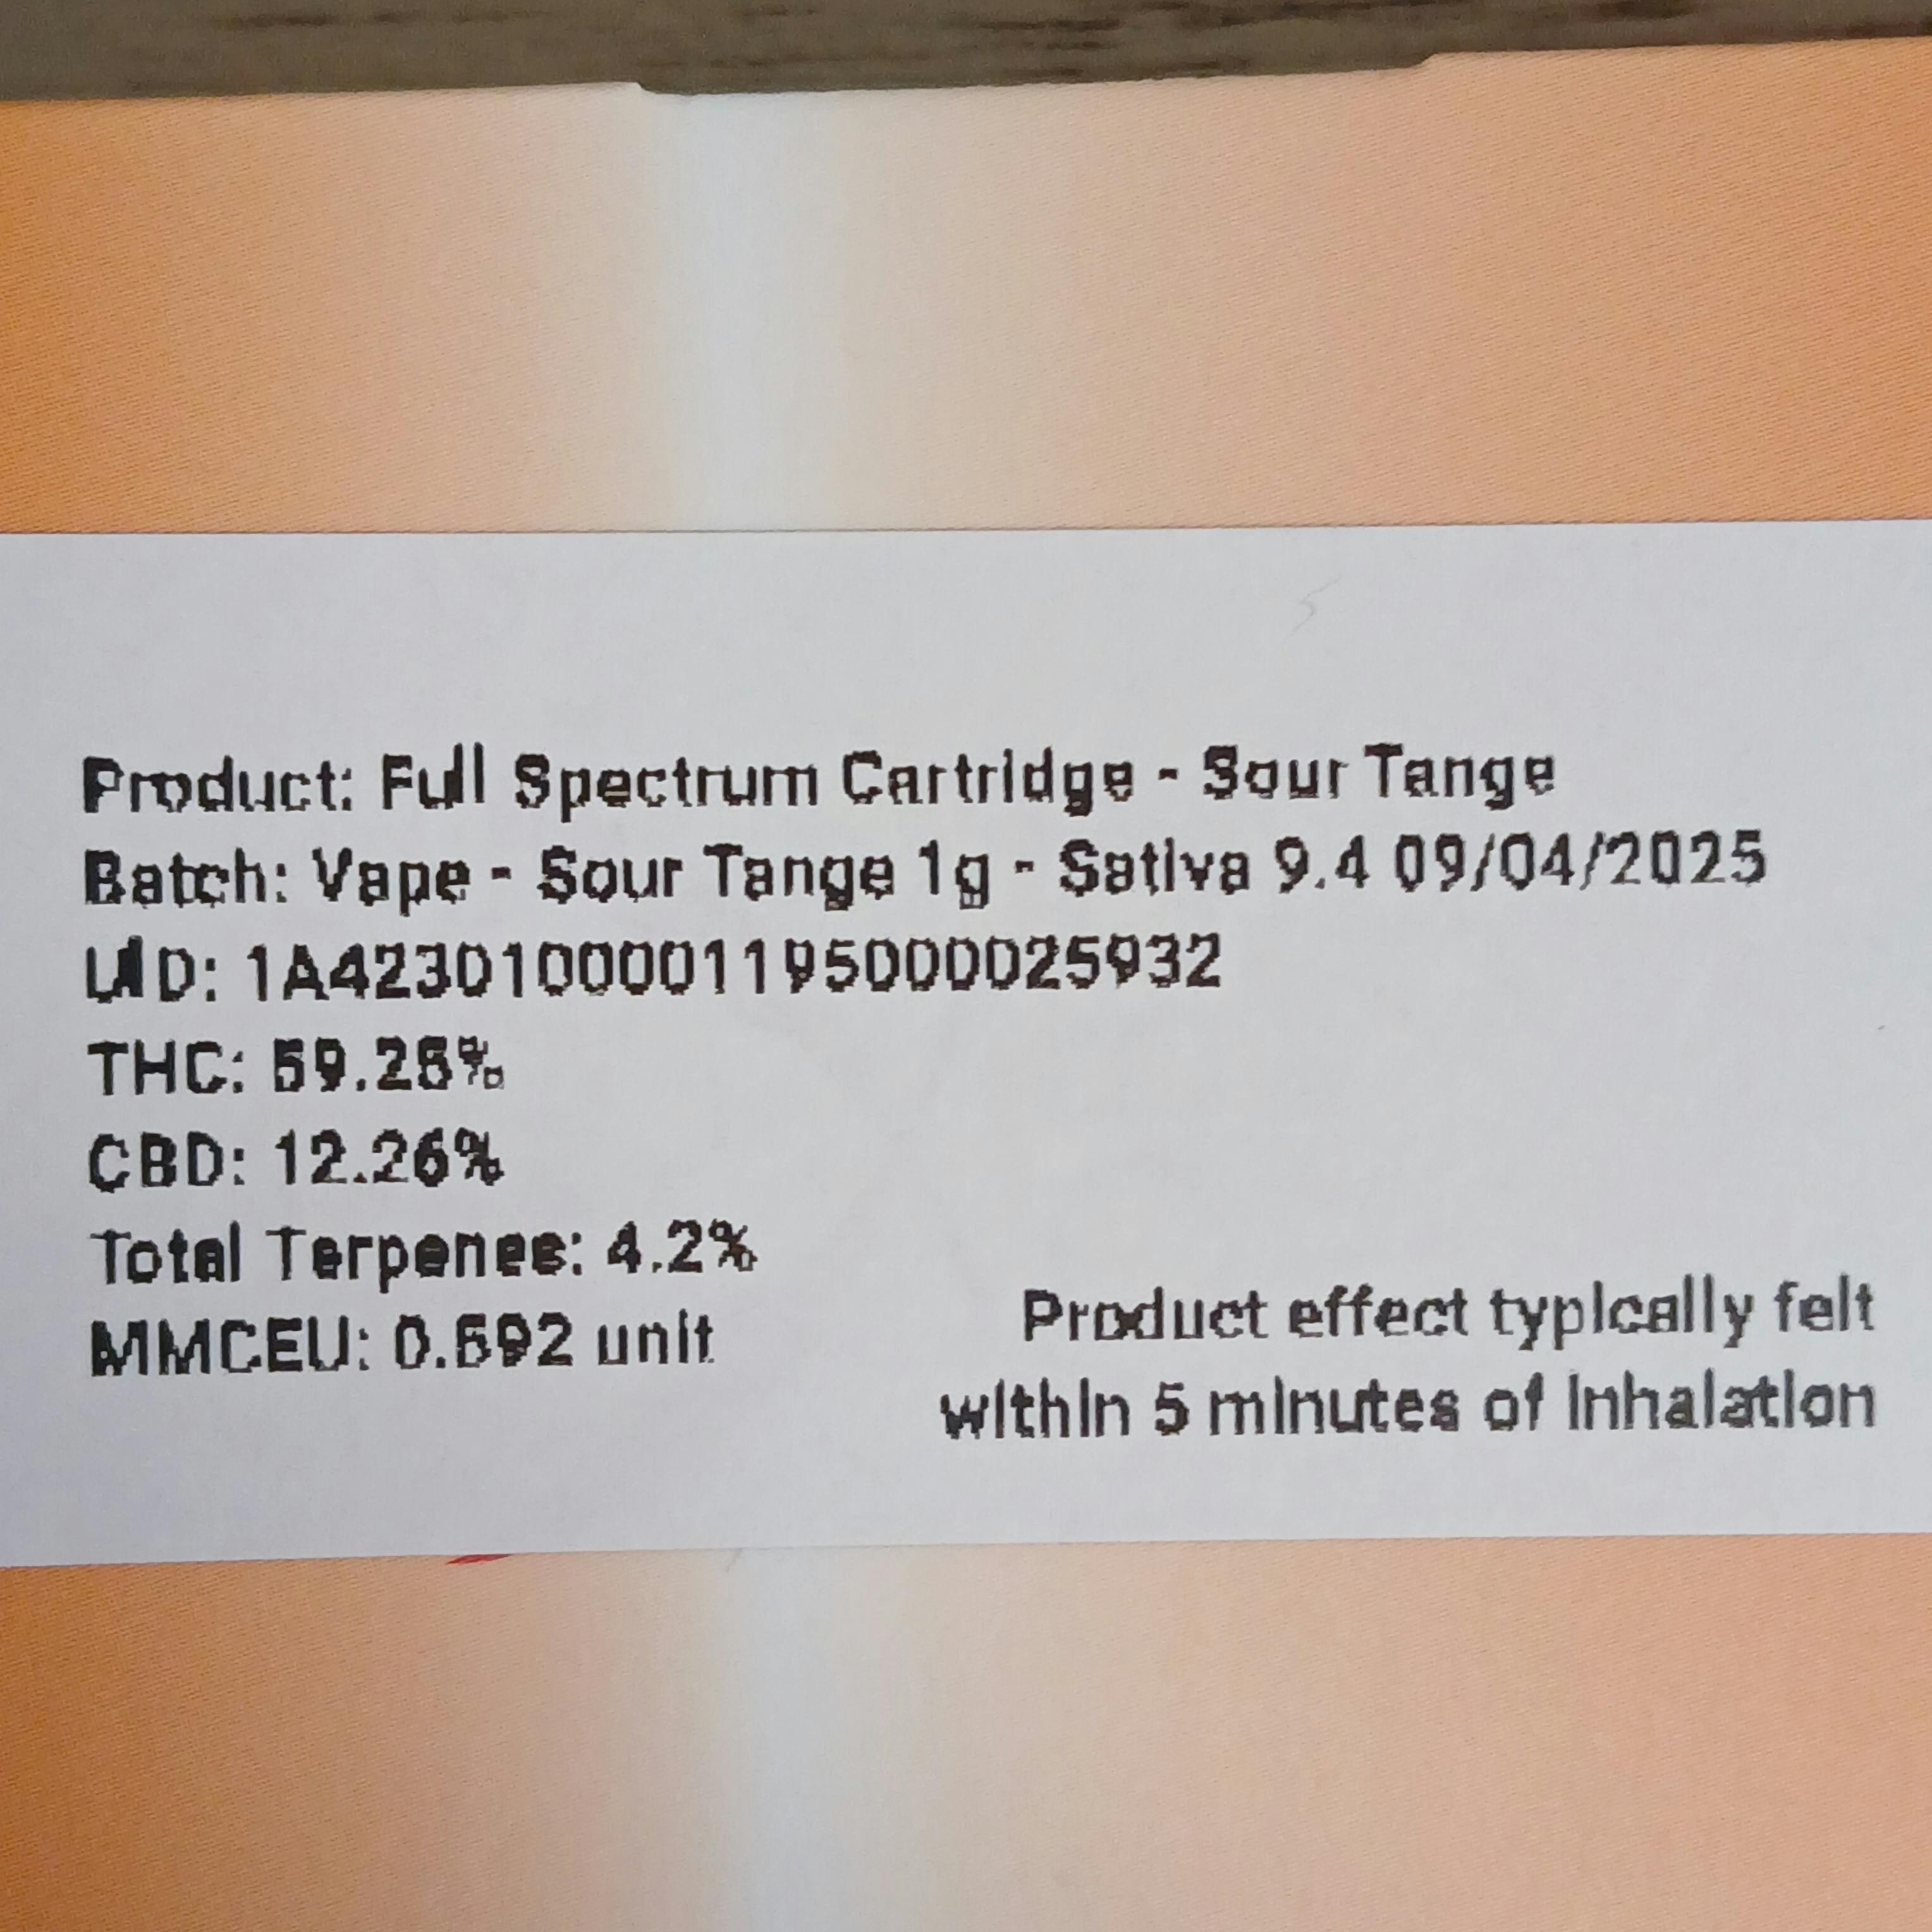 Product: Full Spectrum Cartridge - Sour Tange
Batch: Vape - Sour Tange 1g - Sativa 9.4 09/04/2025
UID: 1A4230100001195000025932
THC: 59.25%
CBD: 12.26%
Total Terpenes: 4.2%
MMCEU: 0.592 unit
Product effect typically felt
within 5 minutes of inhalation